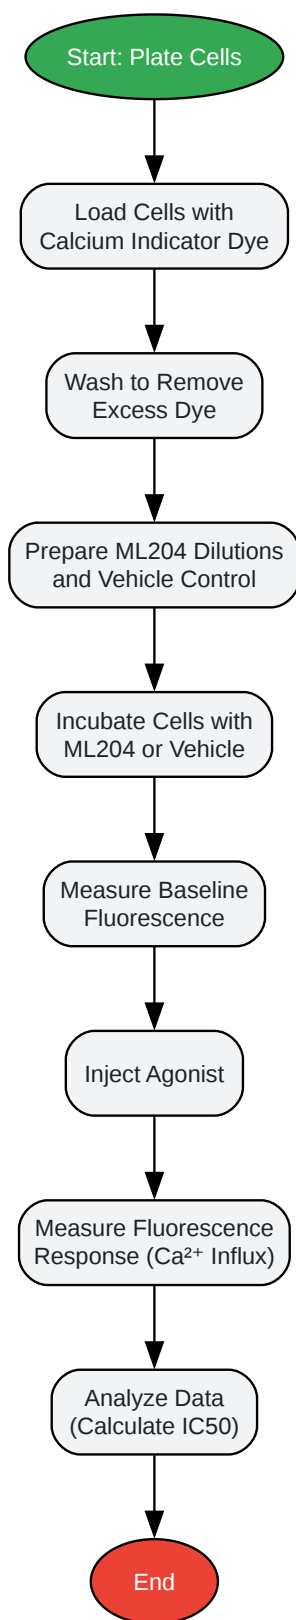 Start: Plate Cells
Load Cells with
Calcium Indicator Dye
Wash to Remove
Excess Dye
Prepare ML204 Dilutions
and Vehicle Control
Incubate Cells with
ML204 or Vehicle
Measure Baseline
Fluorescence
Inject Agonist
Measure Fluorescence
Response (Ca²⁺ Influx)
Analyze Data
(Calculate IC50)
End